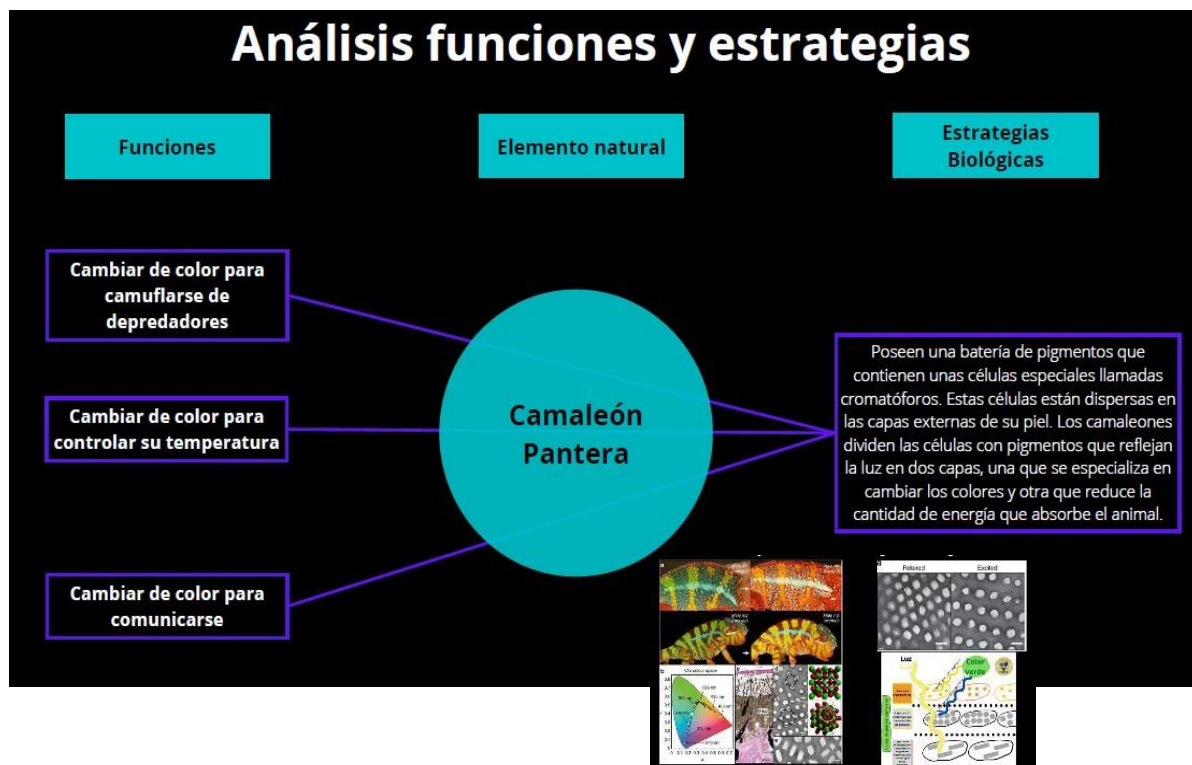 Análisis funciones y estrategias
Funciones
Elemento natural
Estrategias
Biológicas
Cambiar de color para
camuflarse de
depredadores
Cambiar de color para
controlar su temperatura
Cambiar de color para
comunicarse
Camaleón
Pantera
Poseen una batería de pigmentos que
contienen unas células especiales llamadas
cromatóforos. Estas células están dispersas en
las capas externas de su piel. Los camaleones
dividen las células con pigmentos que reflejan
la luz en dos capas, una que se especializa en
cambiar los colores y otra que reduce la
cantidad de energía que absorbe el animal.
Relaxed
Excited
Luz
Color
verde